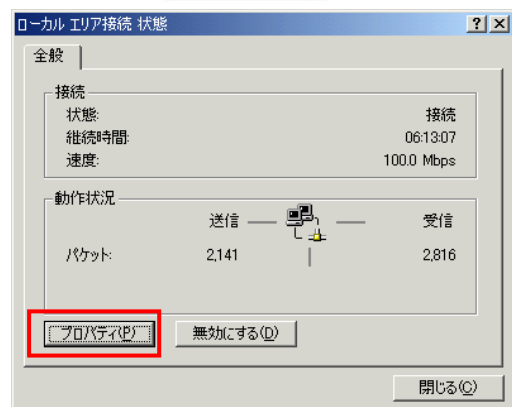 ローカル エリア接続 状態
全般
接続
状態: 接続
継続時間: 06:13:07
速度: 100.0 Mbps
動作状況
送信 受信
パケット: 2,141 2,816
プロパティ(P) 無効にする(D)
閉じる(C)